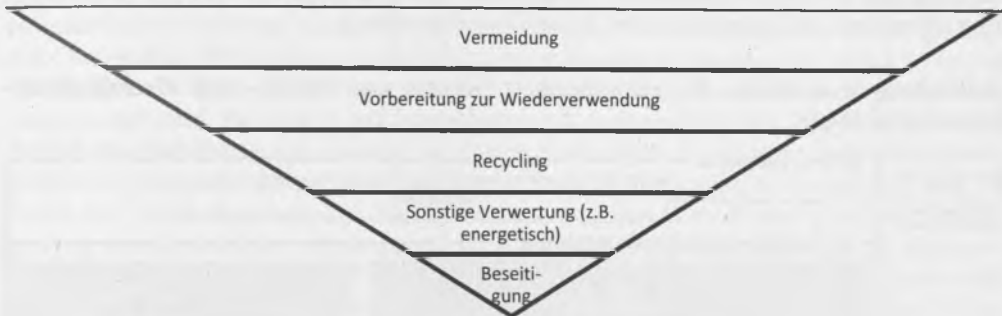 Vermeidung
Vorbereitung zur Wiederverwendung
Recycling
Sonstige Verwertung (z.B.
energetisch)
Beseiti-
gung